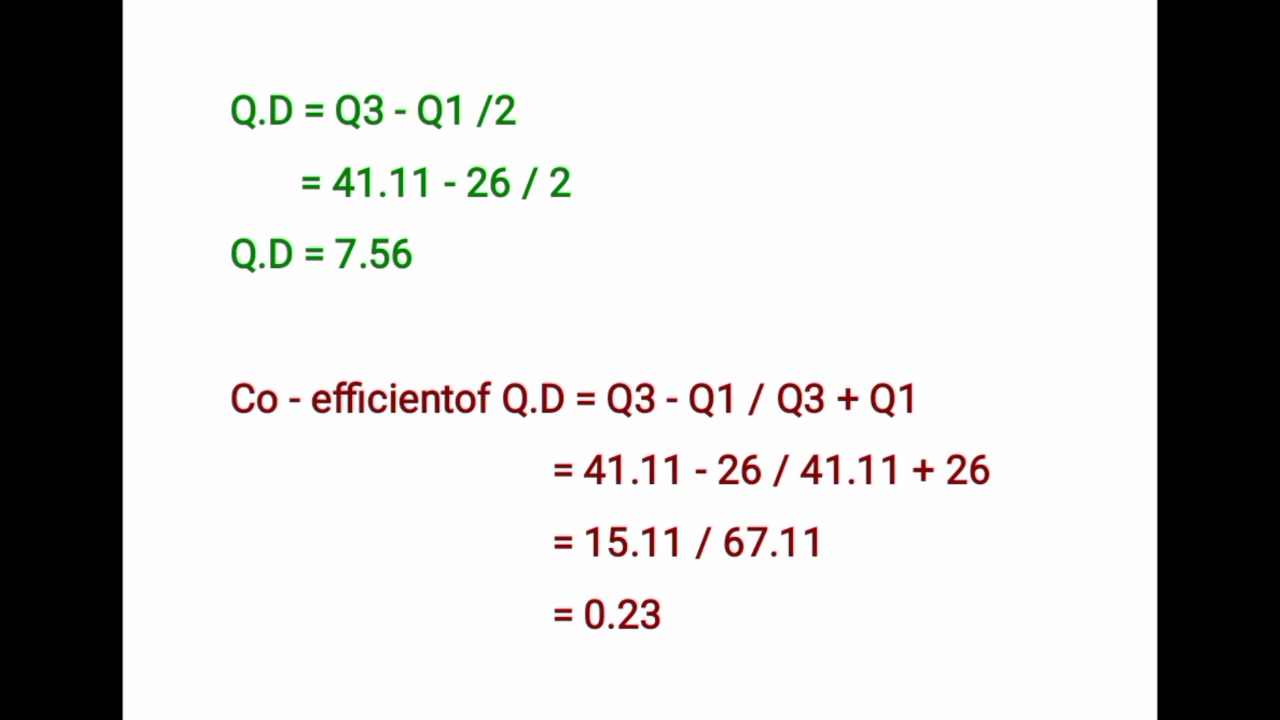 Q.D = Q3 - Q1 /2
= 41.11 - 26 / 2
Q.D = 7.56
Co - efficientof Q.D = Q3 - Q1 / Q3 + Q1
= 41.11 - 26 / 41.11 + 26
= 15.11 / 67.11
= 0.23